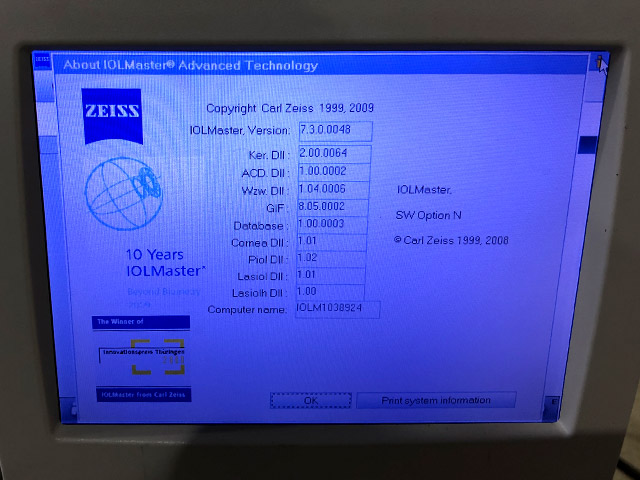 About IOLMaster® Advanced Technology
ZEISS
Copyright Carl Zeiss 1999, 2009
IOLMaster, Version: 7.3.0.0048
Ker. Dll : 2.00.0064
ACD. Dll : 1.00.0002
Wzw. Dll : 1.04.0006
GiF : 8.05.0002
Database : 1.00.0003
Cornea Dll : 1.01
Piol Dll : 1.02
Lasiol Dll : 1.01
Lasiolh Dll : 1.00
Computer name: IOLM1038924
IOLMaster,
SW Option N
© Carl Zeiss 1999, 2008
10 Years
IOLMaster
Beyond
The Winner of
Innovationspreis Thüringen
IOLMaster from Carl Zeiss
OK
Print system information